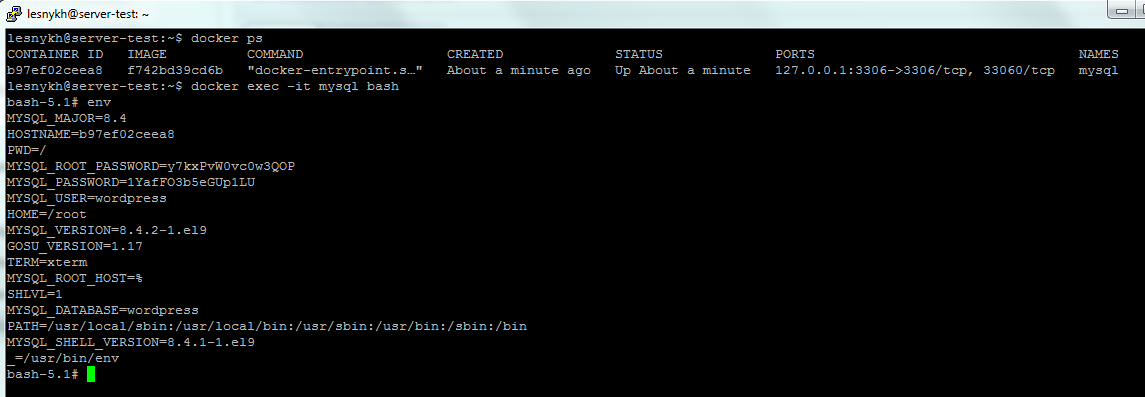 lesnykh@server-test: ~
lesnykh@server-test:~$ docker ps
CONTAINER ID   IMAGE          COMMAND                  CREATED              STATUS              PORTS                                 NAMES
b97ef02ceea8   f742bd39cd6b   "docker-entrypoint.s…"   About a minute ago   Up About a minute   127.0.0.1:3306->3306/tcp, 33060/tcp   mysql
lesnykh@server-test:~$ docker exec -it mysql bash
bash-5.1# env
MYSQL_MAJOR=8.4
HOSTNAME=b97ef02ceea8
PWD=/
MYSQL_ROOT_PASSWORD=y7kxPvW0vc0w3QOP
MYSQL_PASSWORD=1YafFO3b5eGUp1LU
MYSQL_USER=wordpress
HOME=/root
MYSQL_VERSION=8.4.2-1.el9
GOSU_VERSION=1.17
TERM=xterm
MYSQL_ROOT_HOST=%
SHLVL=1
MYSQL_DATABASE=wordpress
PATH=/usr/local/sbin:/usr/local/bin:/usr/sbin:/usr/bin:/sbin:/bin
MYSQL_SHELL_VERSION=8.4.1-1.el9
_=/usr/bin/env
bash-5.1#